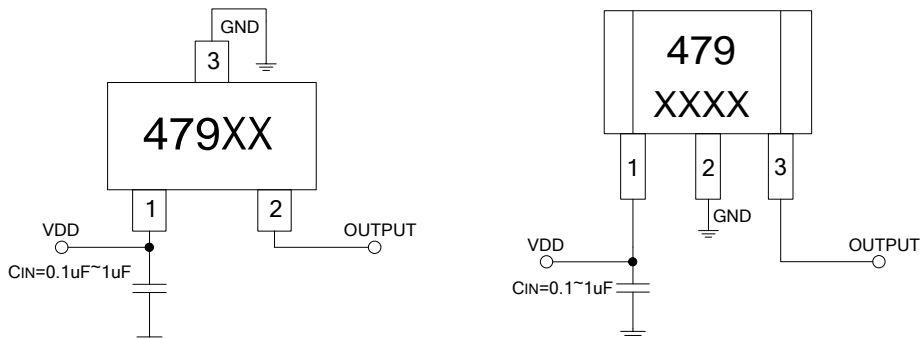 GND
3
479XX
1
2
VDD
OUTPUT
CIN=0.1uF~1uF
479
XXXX
1
2
3
GND
VDD
OUTPUT
CIN=0.1~1uF